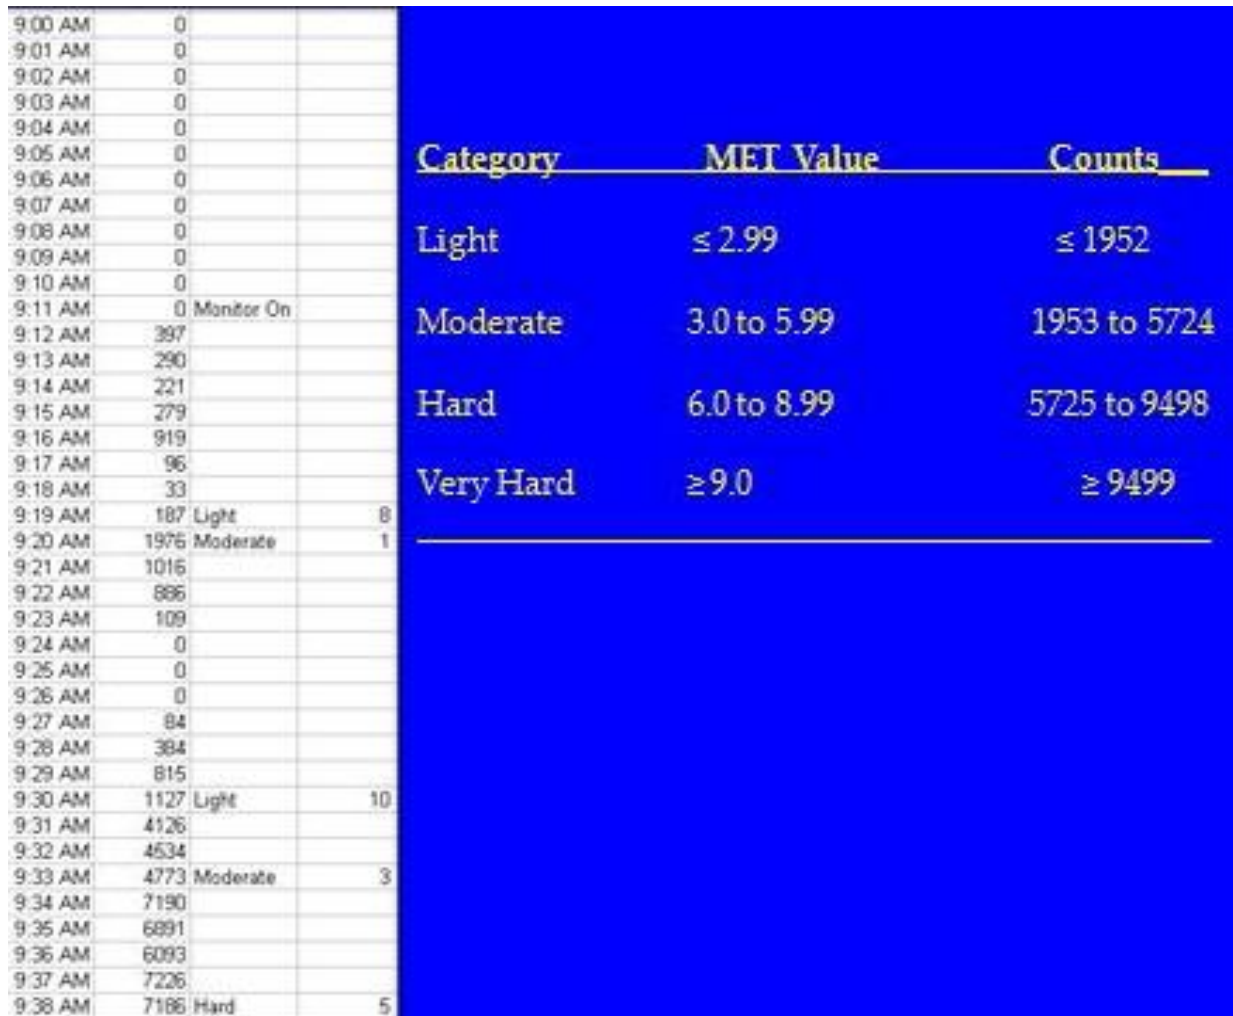 9:00 AM 0
9:01 AM 0
9:02 AM 0
9:03 AM 0
9:04 AM 0
9:05 AM 0
9:06 AM 0
9:07 AM 0
9:08 AM 0
9:09 AM 0
9:10 AM 0
9:11 AM 0 Monitor On
9:12 AM 397
9:13 AM 290
9:14 AM 221
9:15 AM 279
9:16 AM 919
9:17 AM 96
9:18 AM 33
9:19 AM 187 Light 8
9:20 AM 1976 Moderate 1
9:21 AM 1016
9:22 AM 886
9:23 AM 109
9:24 AM 0
9:25 AM 0
9:26 AM 0
9:27 AM 84
9:28 AM 384
9:29 AM 815
9:30 AM 1127 Light 10
9:31 AM 4126
9:32 AM 4534
9:33 AM 4773 Moderate 3
9:34 AM 7190
9:35 AM 6891
9:36 AM 6093
9:37 AM 7226
9:38 AM 7186 Hard 5
Category MET Value Counts
Light ≤ 2.99 ≤ 1952
Moderate 3.0 to 5.99 1953 to 5724
Hard 6.0 to 8.99 5725 to 9498
Very Hard ≥9.0 ≥ 9499